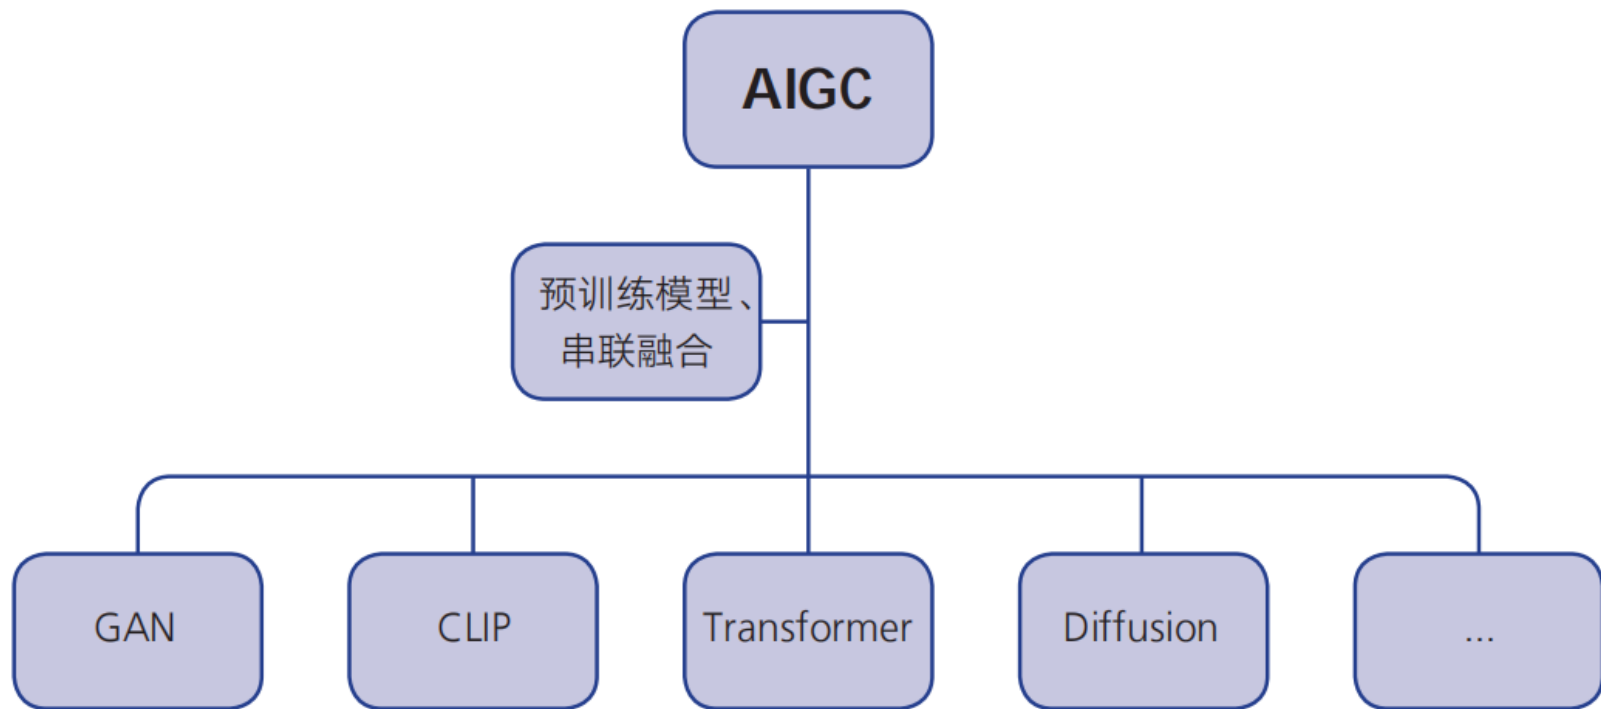 AIGC
预训练模型、
串联融合
GAN
CLIP
Transformer
Diffusion
...